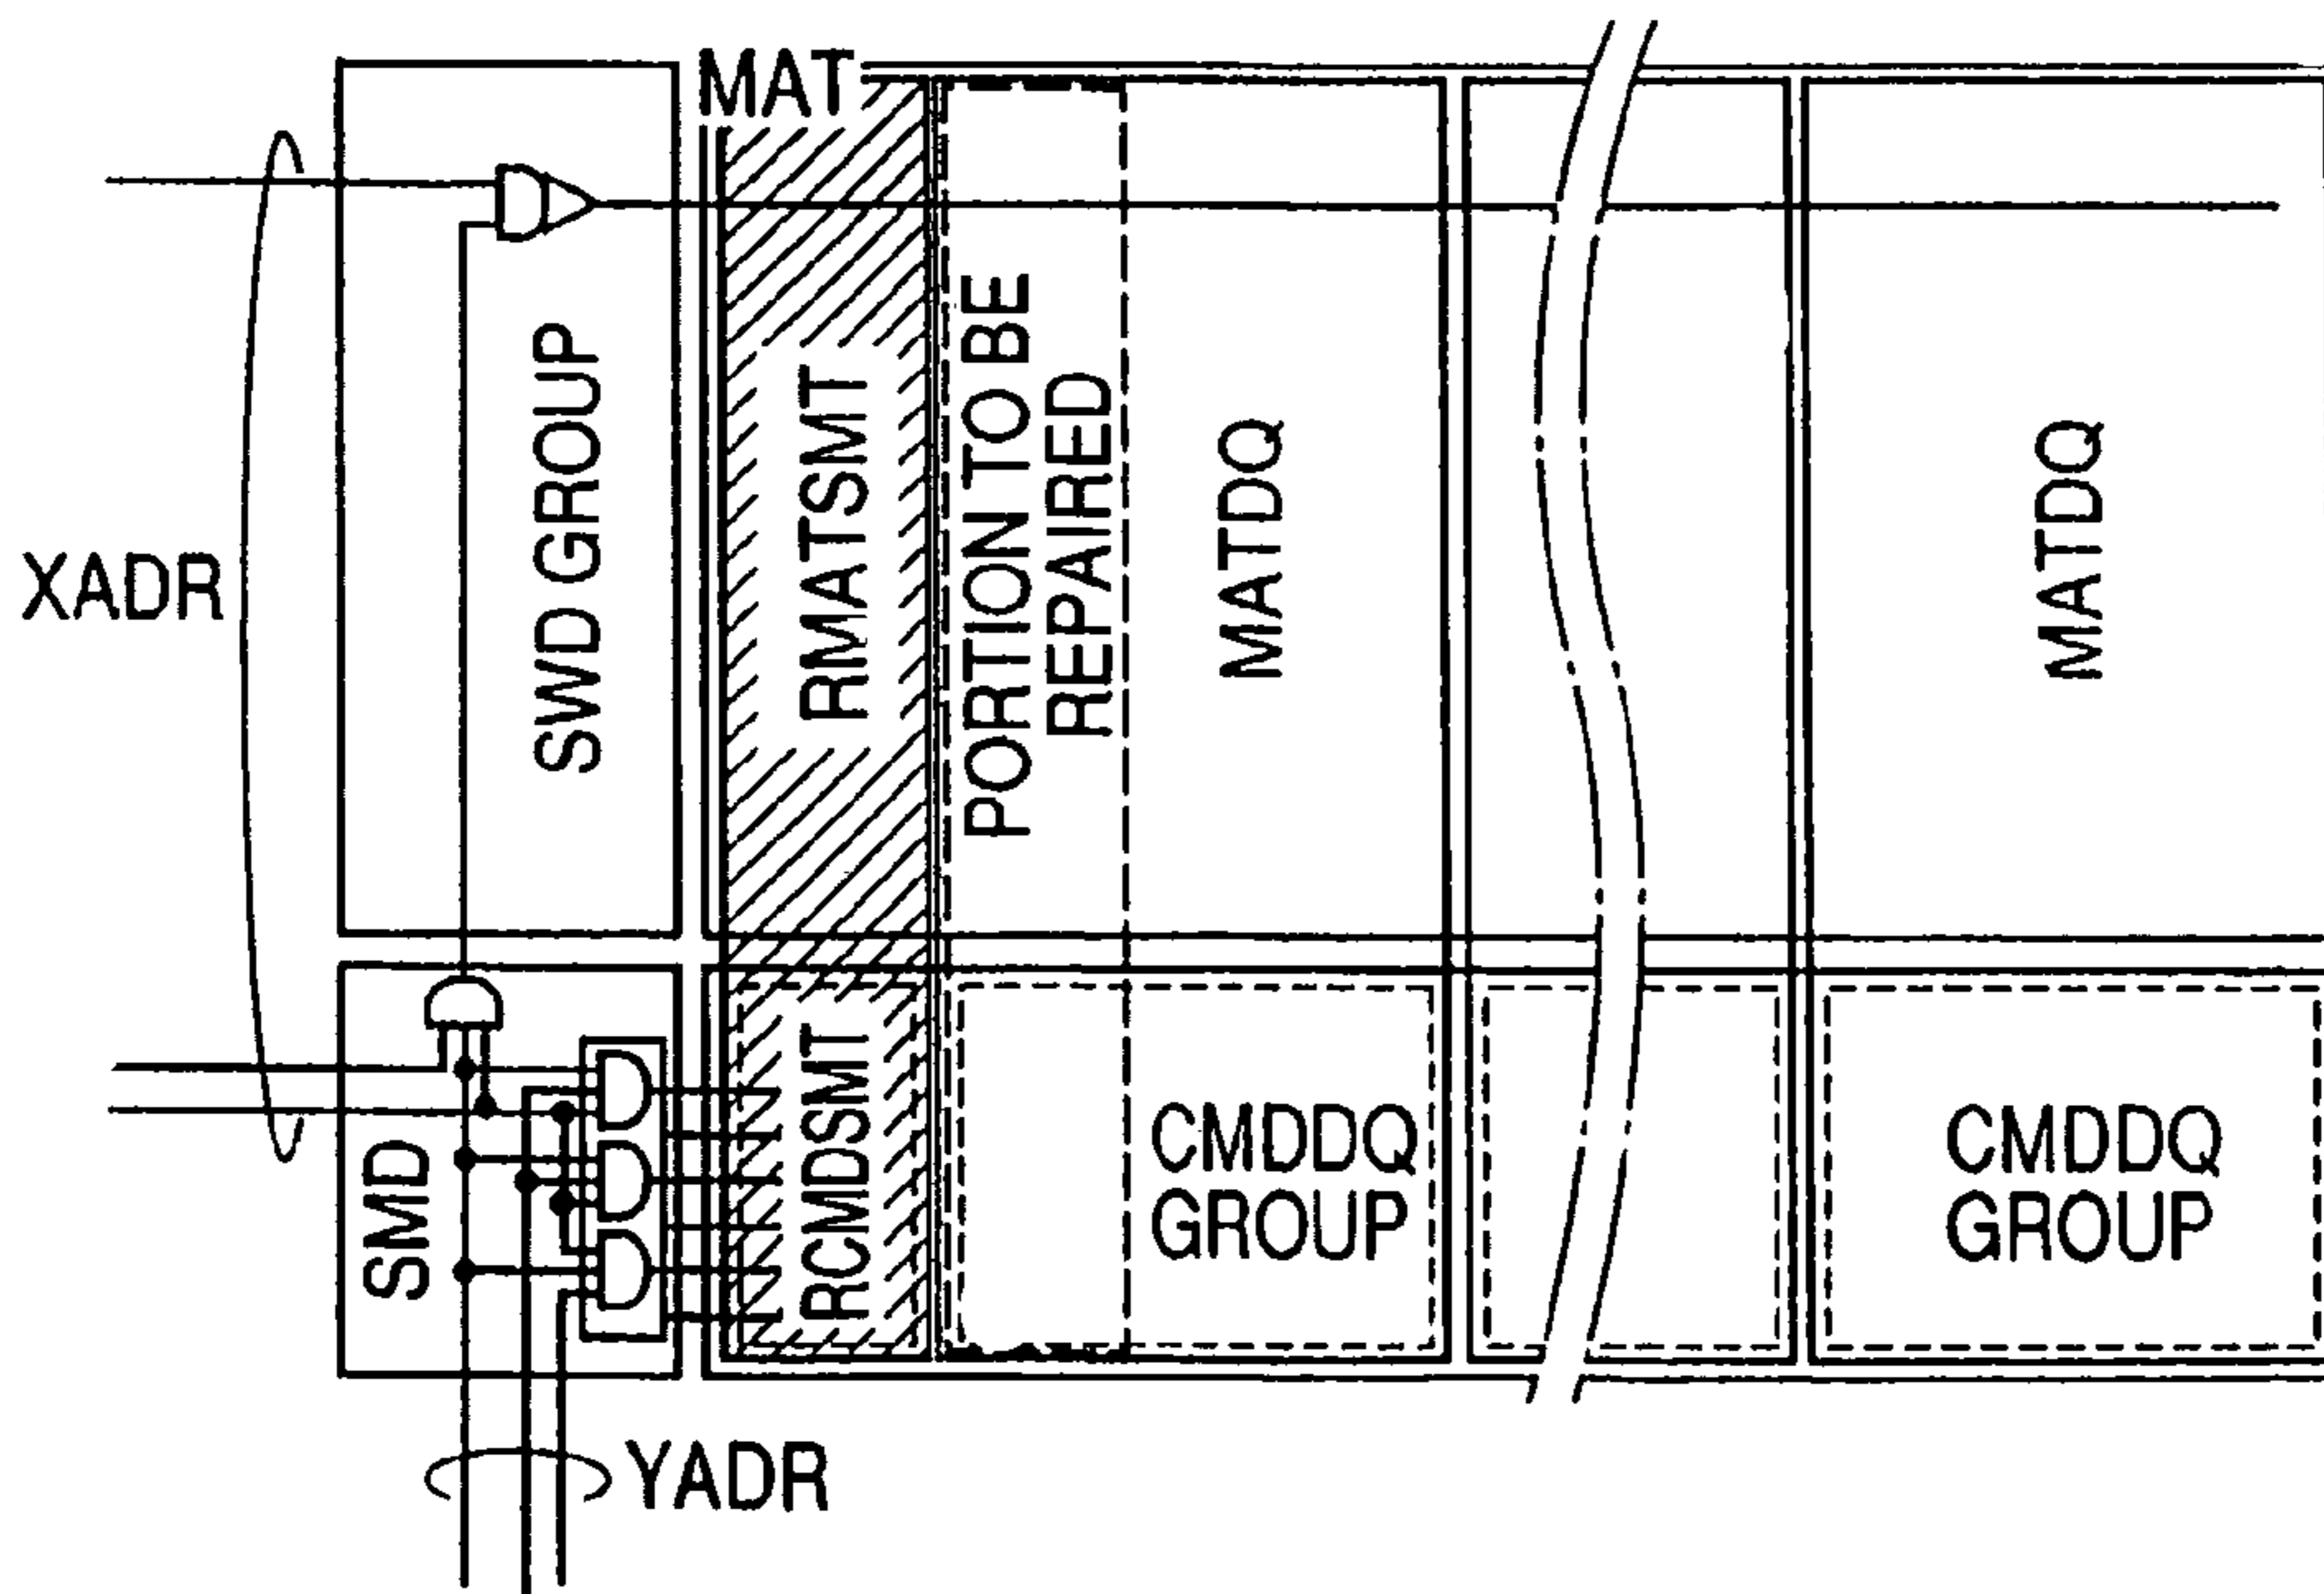 MAT
XADR
SWD GROUP
RMATSMT
PORTION TO BE
REPAIRED
MATDQ
MATDQ
SMD
RCMDSMT
CMDDQ
GROUP
CMDDQ
GROUP
YADR